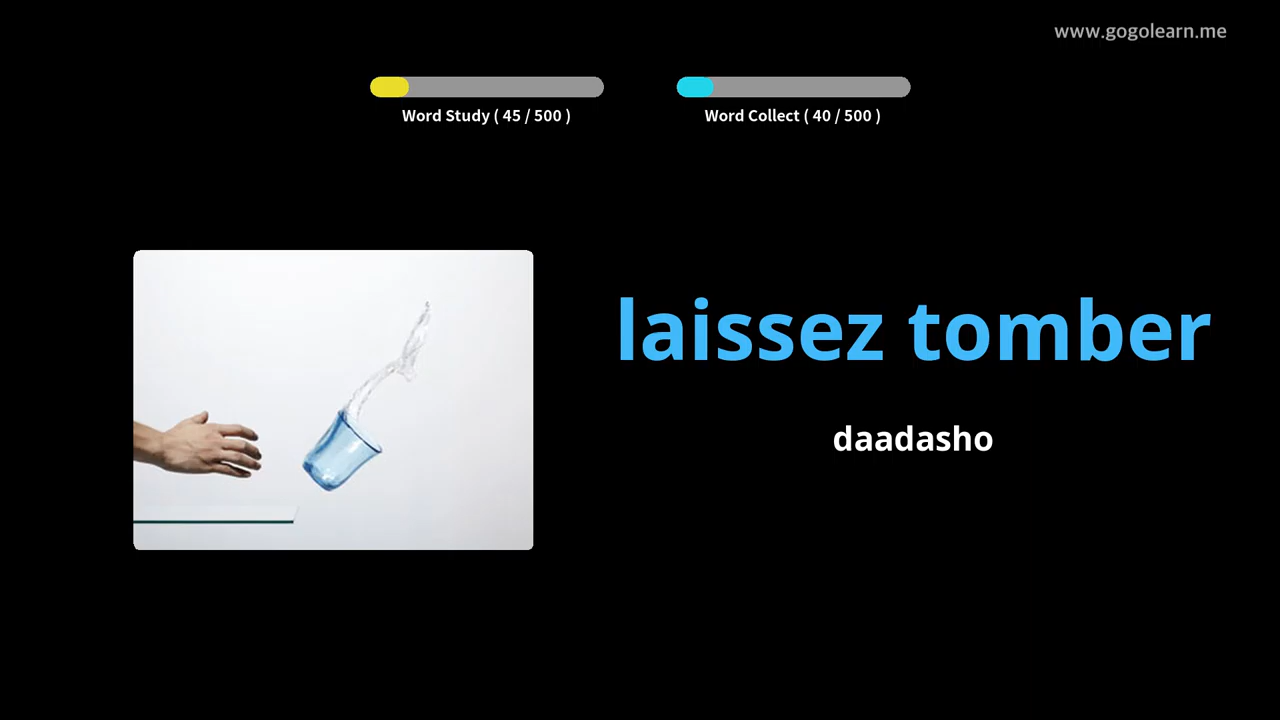 www.gogolearn.me
Word Study ( 45 / 500 )
Word Collect ( 40 / 500 )
laissez tomber
daadasho